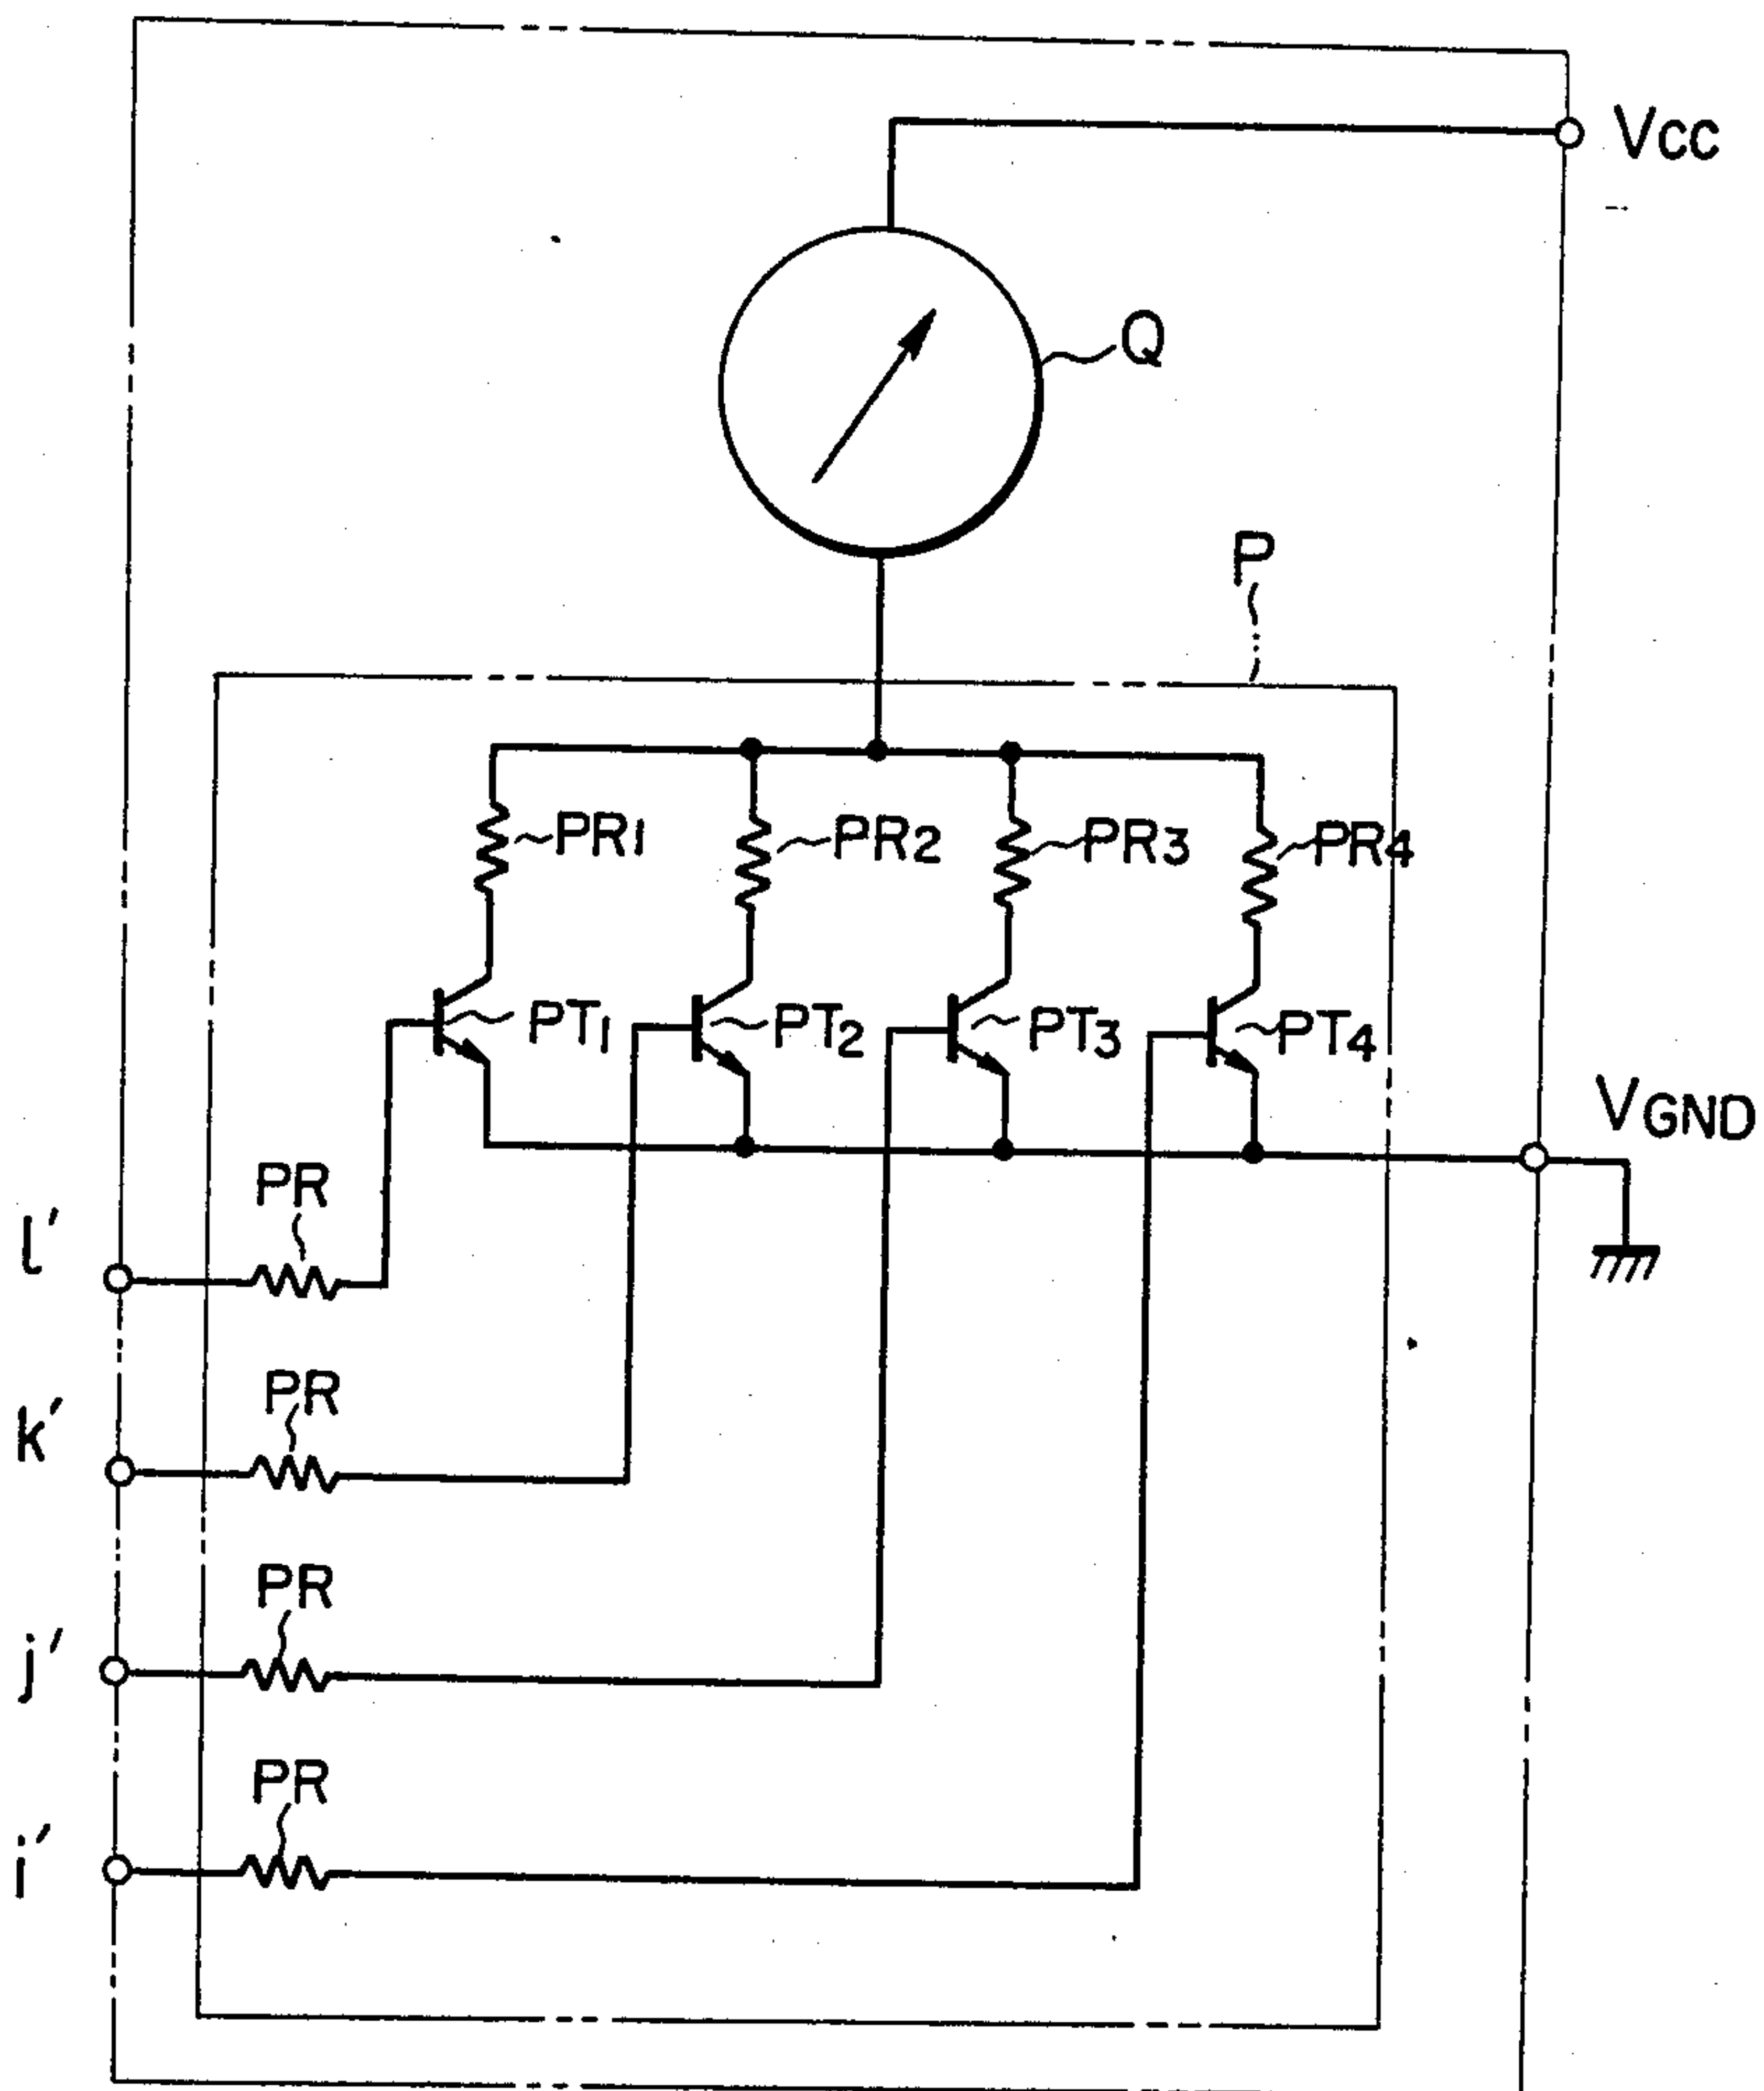 Vcc
Q
P
PR1 PR2 PR3 PR4
PT1 PT2 PT3 PT4
VGND
PR
l'
PR
k'
PR
j'
PR
i'